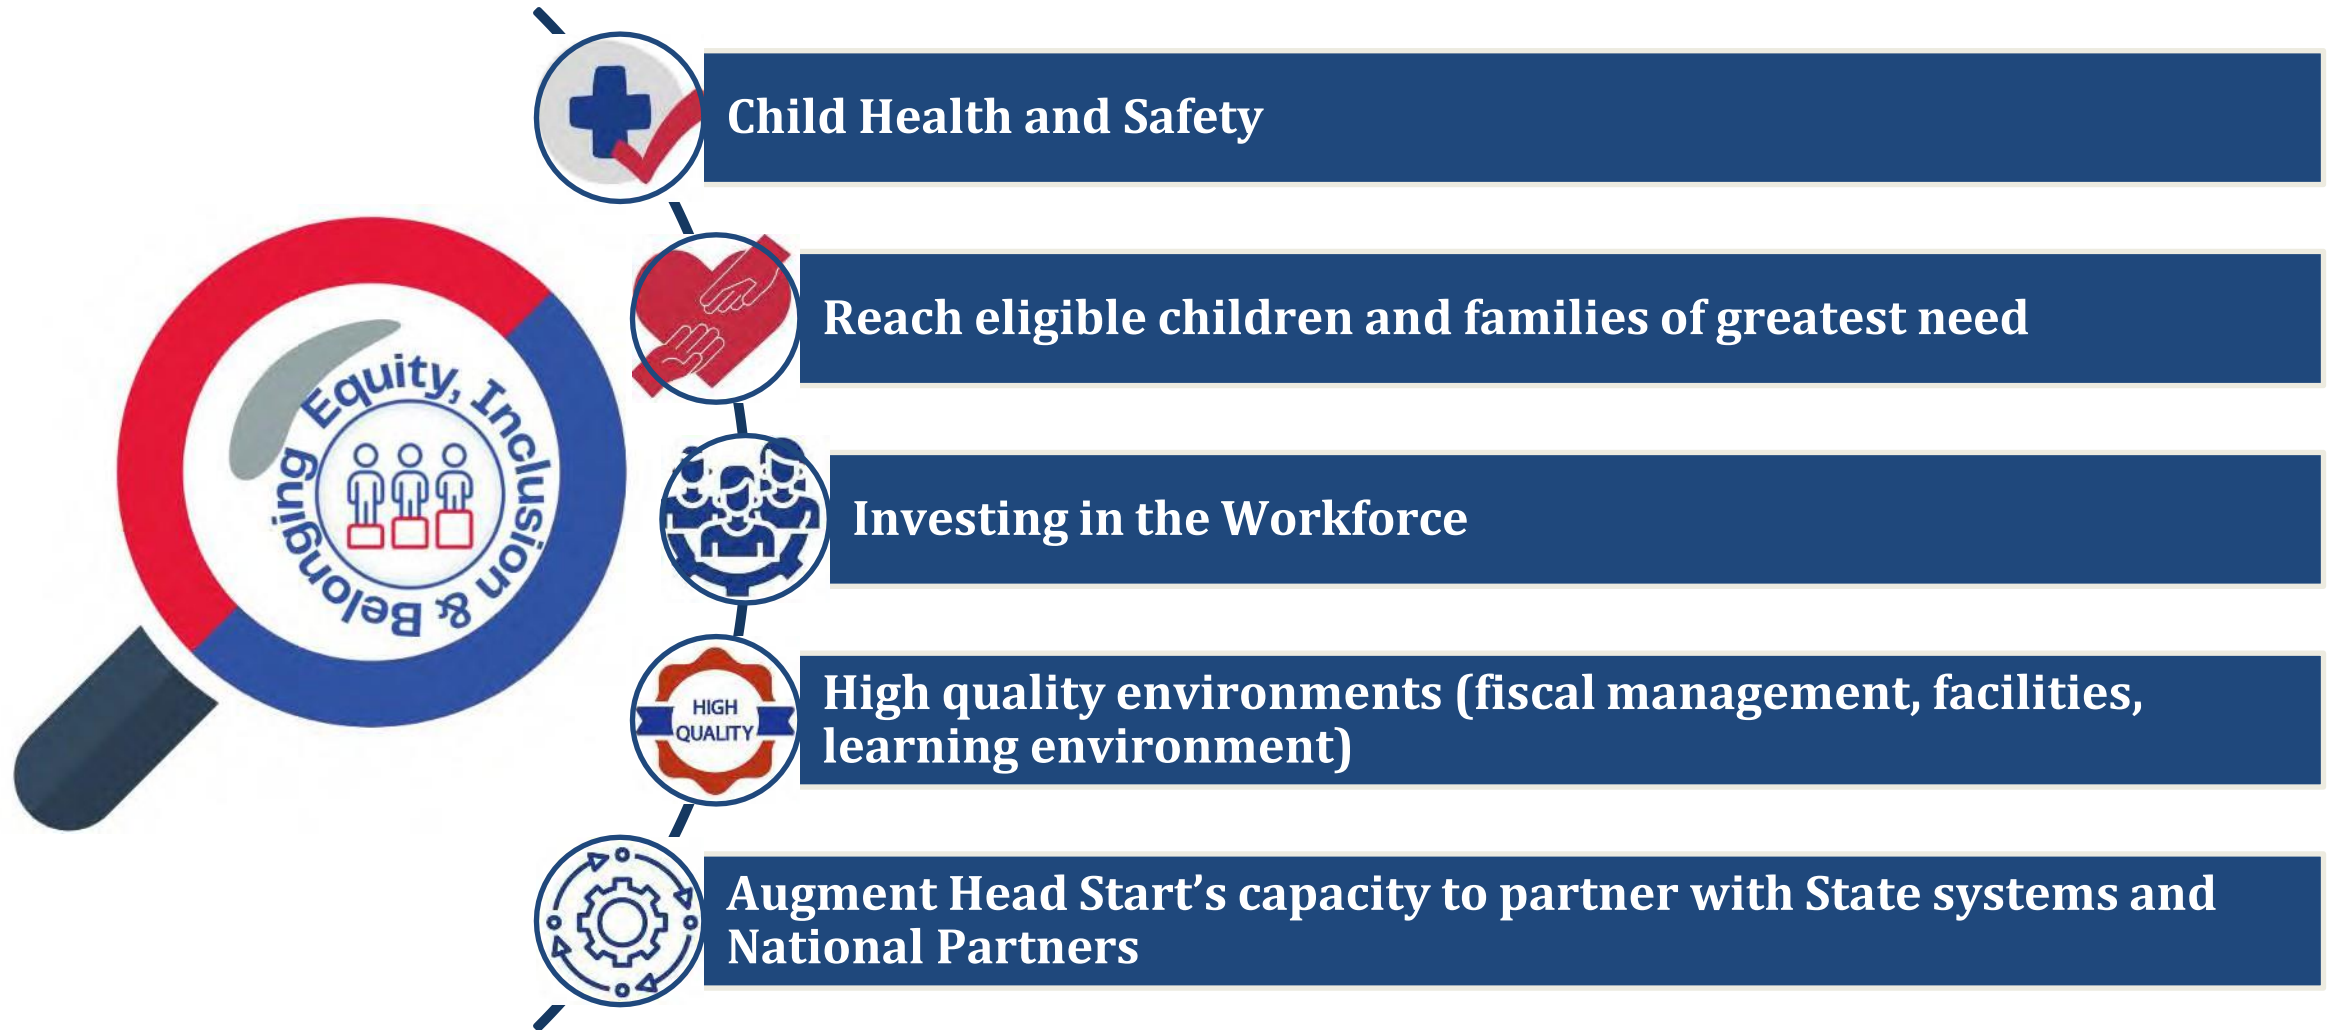 Equity, Inclusion & Belonging
Child Health and Safety
Reach eligible children and families of greatest need
Investing in the Workforce
HIGH
QUALITY
High quality environments (fiscal management, facilities,
learning environment)
Augment Head Start’s capacity to partner with State systems and
National Partners